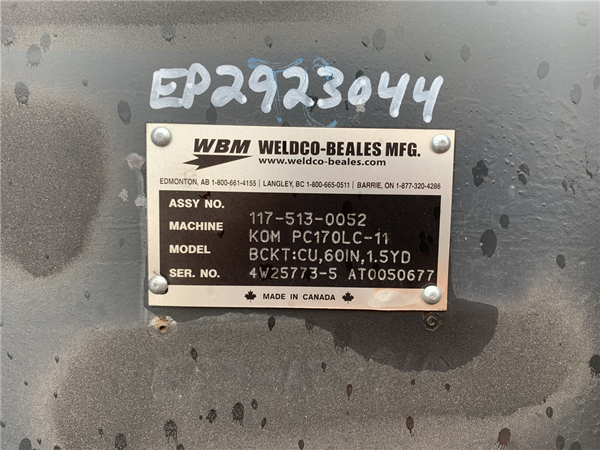 EP2923044
WBM WELDCO-BEALES MFG.
www.weldco-beales.com
EDMONTON, AB 1-800-661-4155 | LANGLEY, BC 1-800-665-0511 | BARRIE, ON 1-877-320-4286
ASSY NO. 117-513-0052
MACHINE KOM PC170LC-11
MODEL BCKT:CU,60IN,1.5YD
SER. NO. 4W25773-5 AT0050677
MADE IN CANADA